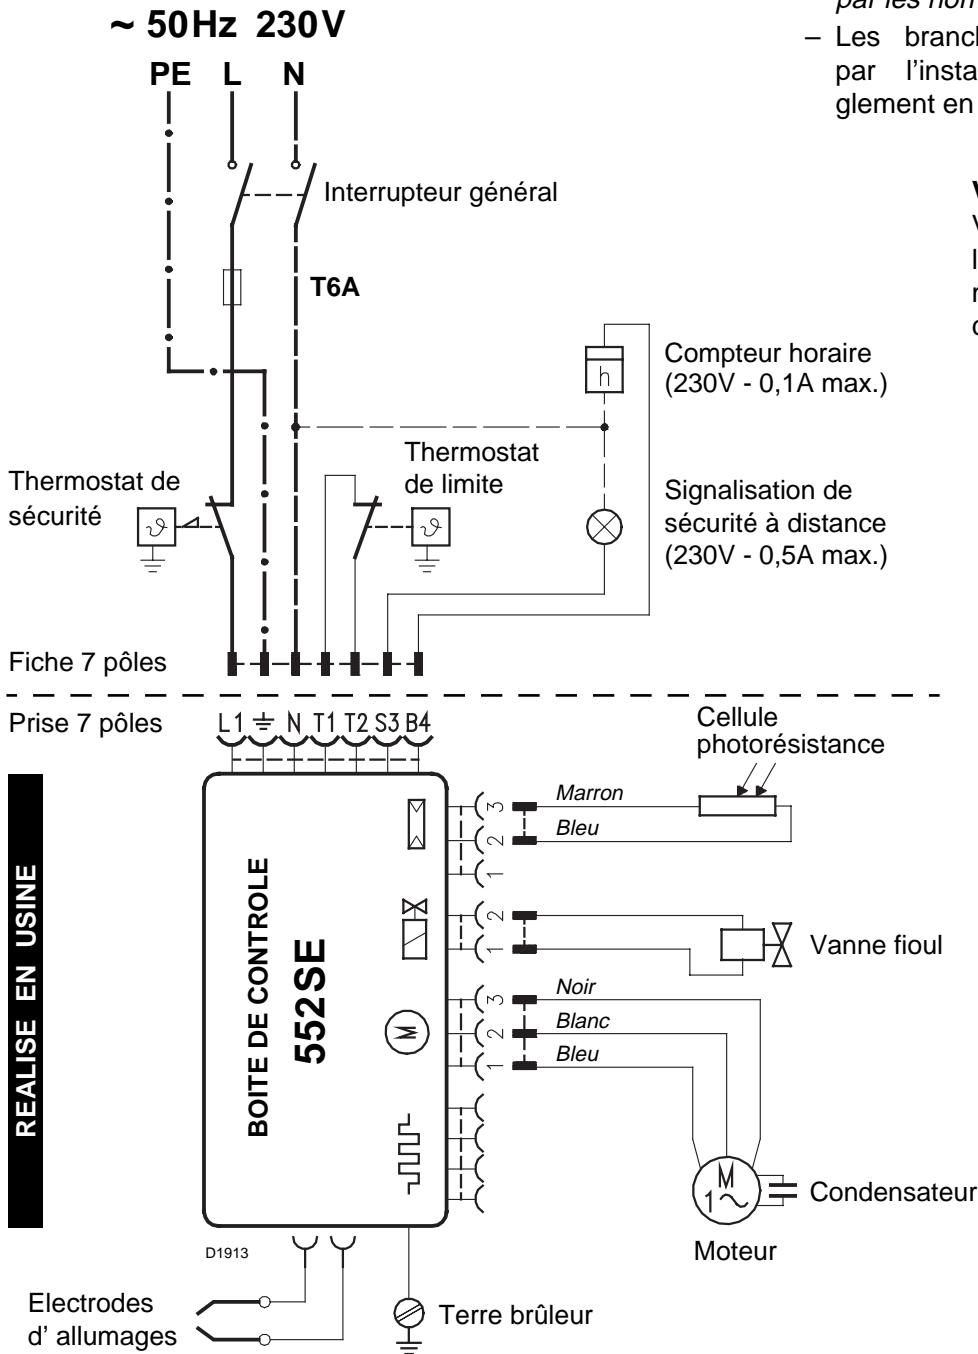 ~ 50Hz 230V
PE L N
par les nor
– Les branch
par l'insta
glement en
Interrupteur général
T6A
Compteur horaire
(230V - 0,1A max.)
h
Thermostat
de limite
Thermostat de
sécurité
Signalisation de
sécurité à distance
(230V - 0,5A max.)
Fiche 7 pôles
Prise 7 pôles
L1 N T1 T2 S3 B4
Cellule
photorésistance
REALISE EN USINE
BOITE DE CONTROLE
552SE
3 Marron
2 Bleu
1
2
1
Vanne fioul
3 Noir
2 Blanc
1 Bleu
M
M
1~
Condensateur
Moteur
D1913
Electrodes
d' allumages
Terre brûleur